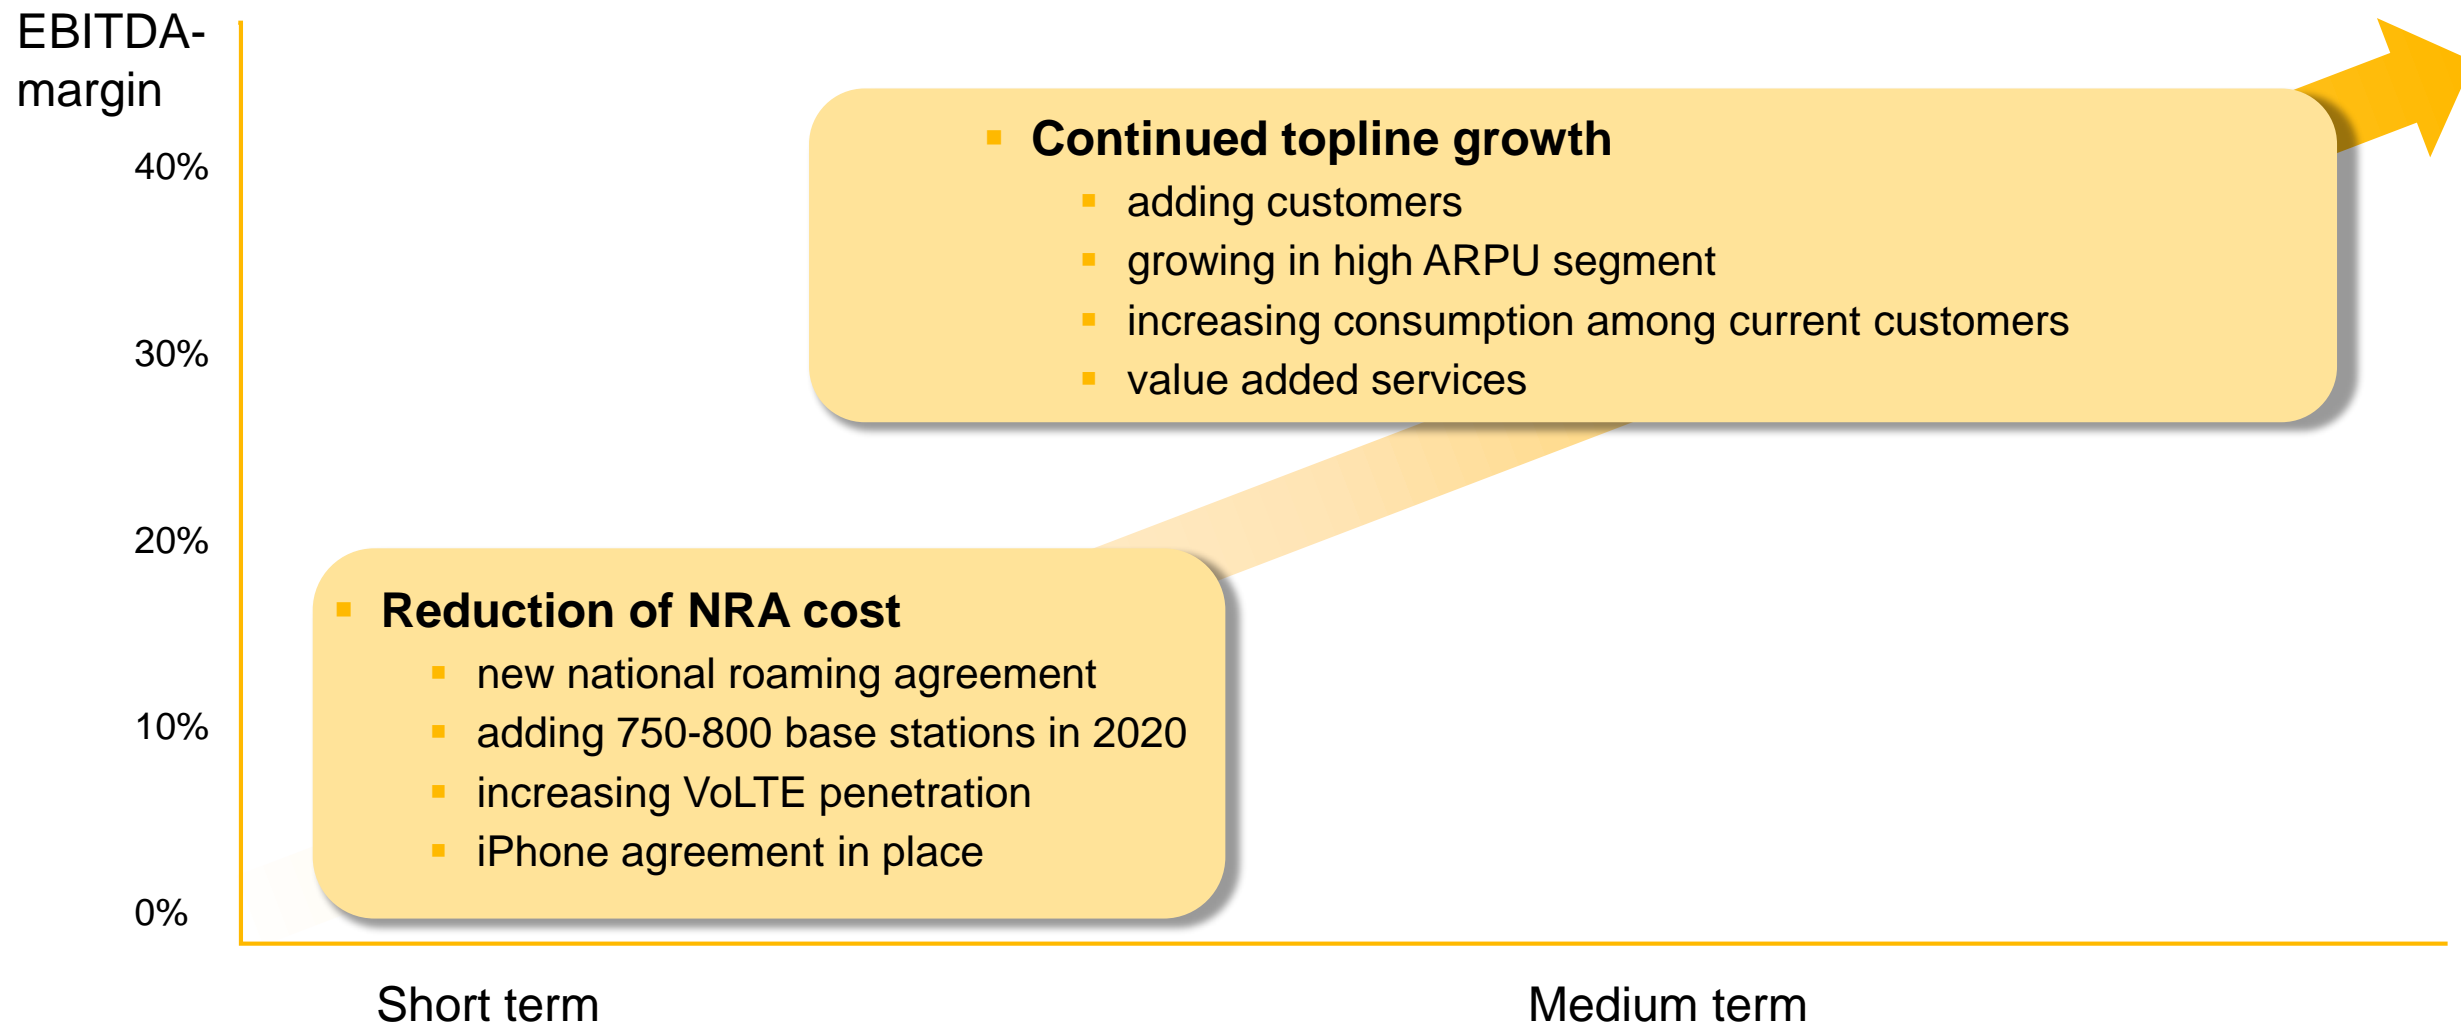 EBITDA-
margin
40%
30%
20%
10%
0%
Continued topline growth
adding customers
growing in high ARPU segment
increasing consumption among current customers
value added services
Reduction of NRA cost
new national roaming agreement
adding 750-800 base stations in 2020
increasing VoLTE penetration
iPhone agreement in place
Short term
Medium term